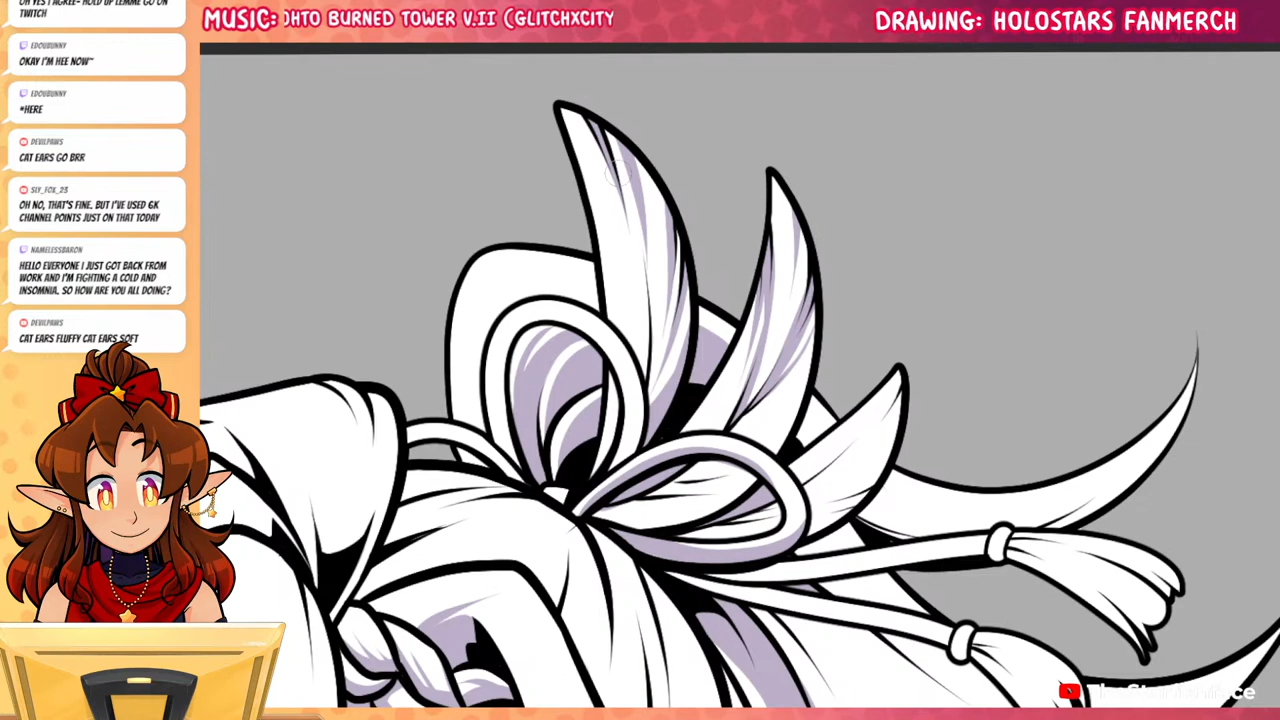 OH YES I AGREE- HOLD UP LEMME GO ON
TWITCH
EDOUBUNNY
OKAY I'M HEE NOW~
EDOUBUNNY
*HERE
DEVILPAWS
CAT EARS GO BRR
SLY_FOX_23
OH NO, THAT'S FINE. BUT I'VE USED 6K
CHANNEL POINTS JUST ON THAT TODAY
NAMELESSBARON
HELLO EVERYONE I JUST GOT BACK FROM
WORK AND I'M FIGHTING A COLD AND
INSOMNIA. SO HOW ARE YOU ALL DOING?
DEVILPAWS
CAT EARS FLUFFY CAT EARS SOFT
MUSIC: OHTO BURNED TOWER V.II (GLITCHXCITY
DRAWING: HOLOSTARS FANMERCH